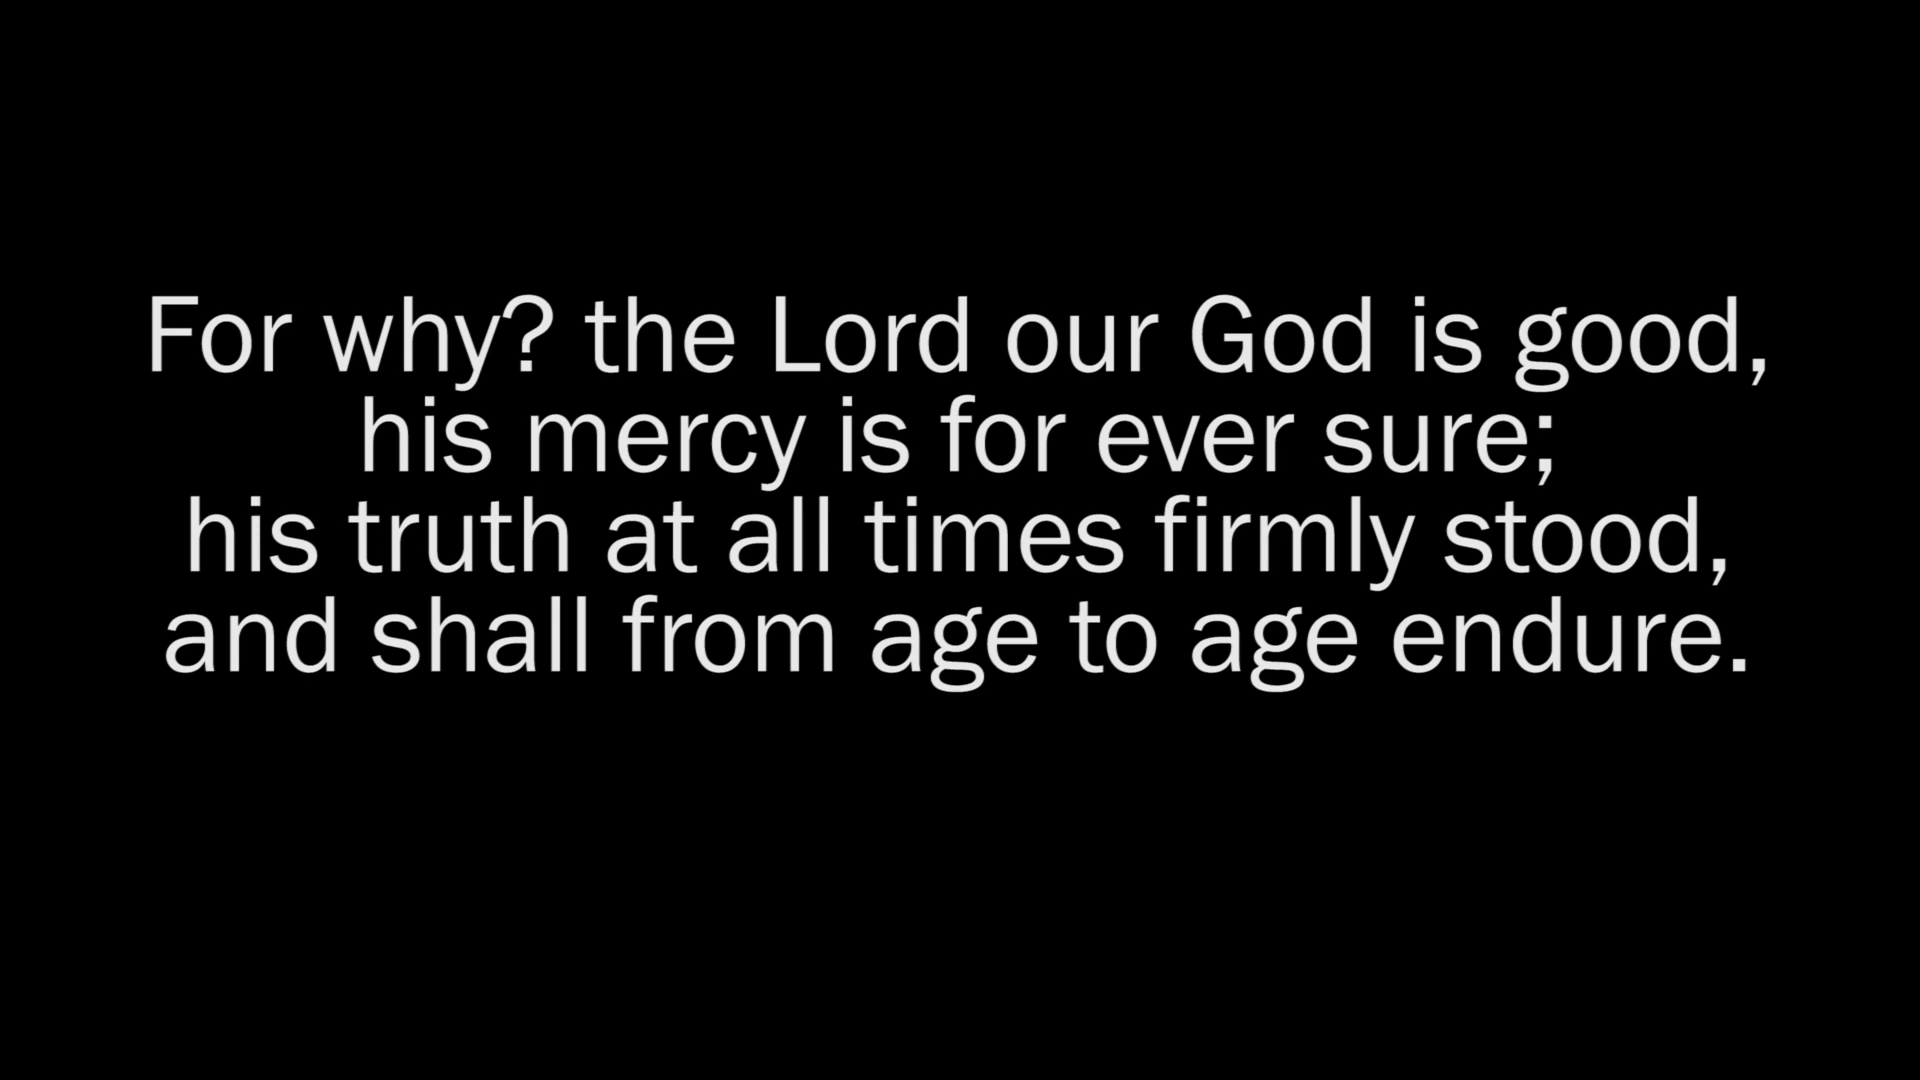 For why? the Lord our God is good,
his mercy is for ever sure;
his truth at all times firmly stood,
and shall from age to age endure.